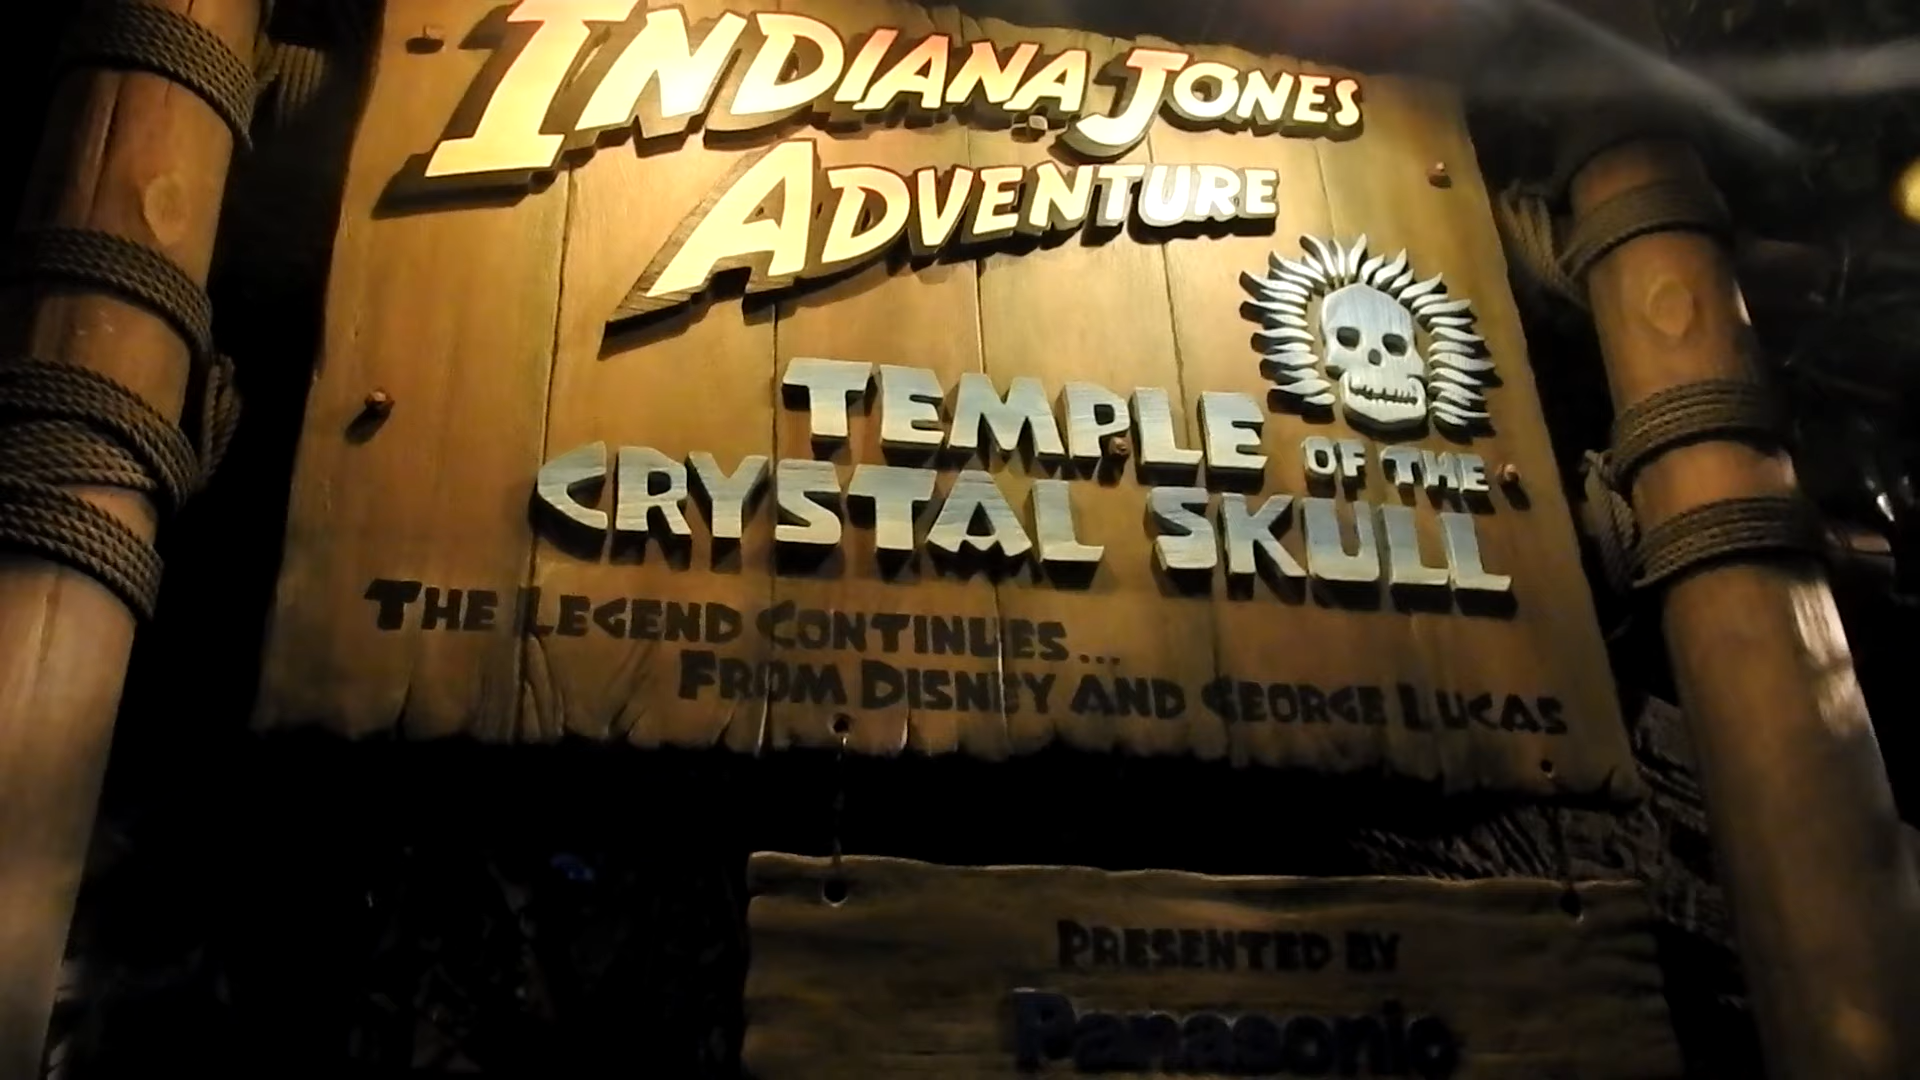 INDIANA JONES
ADVENTURE
TEMPLE OF THE
CRYSTAL SKULL
THE LEGEND CONTINUES...
FROM DISNEY AND GEORGE LUCAS
PRESENTED BY
Panasonic